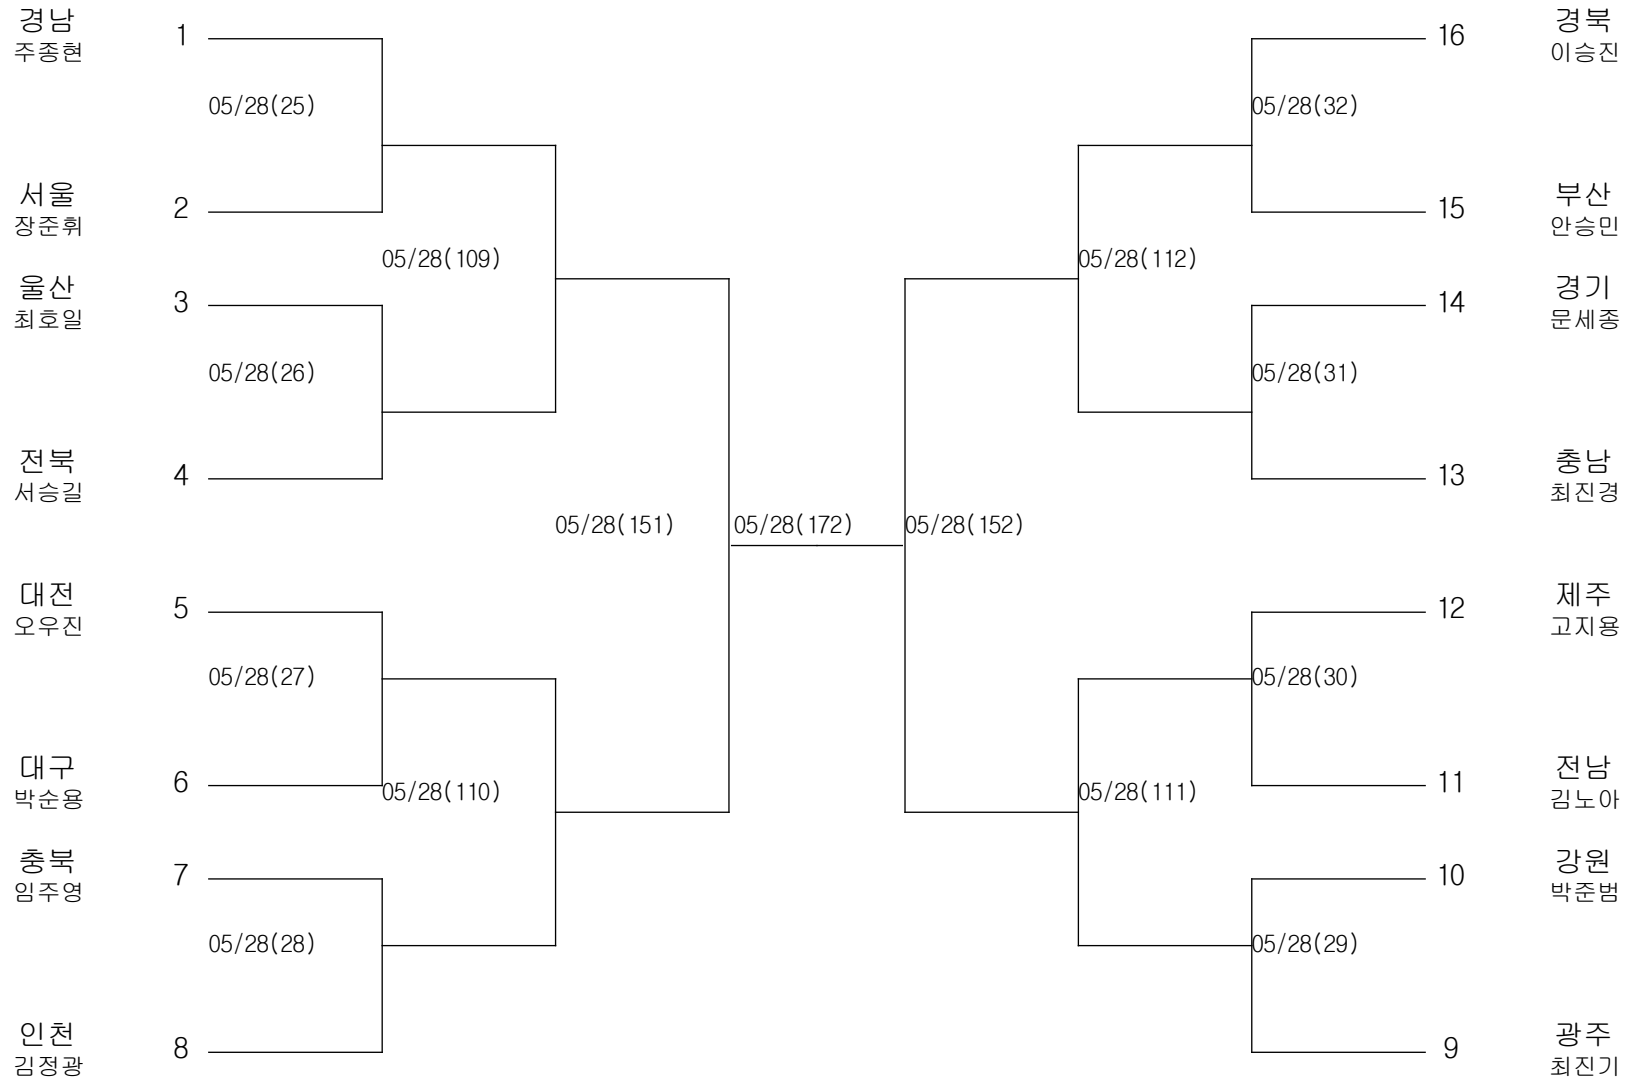 경남
주종현
1
05/28(25)
서울
장준휘
2
05/28(109)
울산
최호일
3
05/28(26)
전북
서승길
4
05/28(151)
대전
오우진
5
05/28(27)
대구
박순용
6
05/28(110)
충북
임주영
7
05/28(28)
인천
김정광
8
05/28(172)
16
경북
이승진
05/28(32)
15
부산
안승민
05/28(112)
14
경기
문세종
05/28(31)
13
충남
최진경
05/28(152)
12
제주
고지용
05/28(30)
11
전남
김노아
05/28(111)
10
강원
박준범
05/28(29)
9
광주
최진기